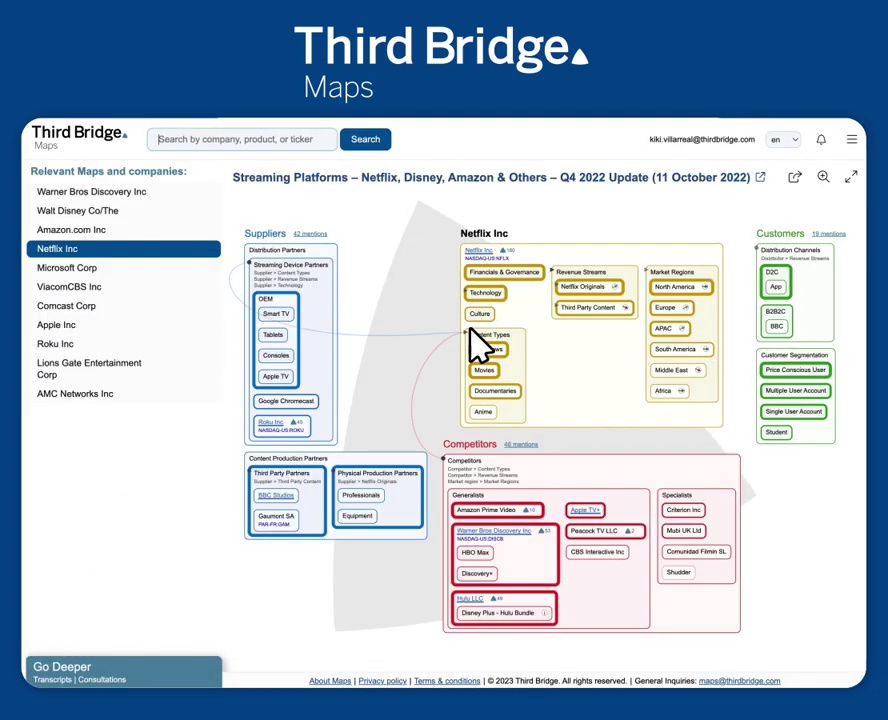 Third Bridge
Maps
Third Bridge
Maps
Search by company, product, or ticker
Search
kiki.villarreal@thirdbridge.com
en
Relevant Maps and companies:
Warner Bros Discovery Inc
Walt Disney Co/The
Amazon.com Inc
Netflix Inc
Microsoft Corp
ViacomCBS Inc
Comcast Corp
Apple Inc
Roku Inc
Lions Gate Entertainment
Corp
AMC Networks Inc
Streaming Platforms – Netflix, Disney, Amazon & Others – Q4 2022 Update (11 October 2022)
Suppliers 42 mentions
Distribution Partners
Streaming Device Partners
Supplier > Content Types
Supplier > Revenue Streams
Supplier > Technology
OEM
Smart TV
Tablets
Consoles
Apple TV
Google Chromecast
Roku Inc
NASDAQ-US:ROKU
Content Production Partners
Third Party Partners
Supplier > Third Party Content
BBC Studios
Gaumont SA
PAR-FR:GAM
Physical Production Partners
Supplier > Netflix Originals
Professionals
Equipment
Netflix Inc
Netflix Inc
NASDAQ-US:NFLX
Financials & Governance
Technology
Culture
Types
Movies
Documentaries
Anime
Revenue Streams
Netflix Originals
Third Party Content
Market Regions
North America
Europe
APAC
South America
Middle East
Africa
Competitors 48 mentions
Competitors
Competitor > Content Types
Competitor > Revenue Streams
Market region > Market Regions
Generalists
Amazon Prime Video
Warner Bros Discovery Inc
NASDAQ-US:DISCB
HBO Max
Discovery+
Hulu LLC
Disney Plus - Hulu Bundle
Apple TV+
Peacock TV LLC 2
CBS Interactive Inc
Specialists
Criterion Inc
Mubi UK Ltd
Comunidad Filmin SL
Shudder
Customers 19 mentions
Distribution Channels
Distributor > Revenue Streams
D2C
App
B2B2C
BBC
Customer Segmentation
Price Conscious User
Multiple User Account
Single User Account
Student
Go Deeper
Transcripts | Consultations
About Maps | Privacy policy | Terms & conditions | © 2023 Third Bridge. All rights reserved. | General Inquiries: maps@thirdbridge.com